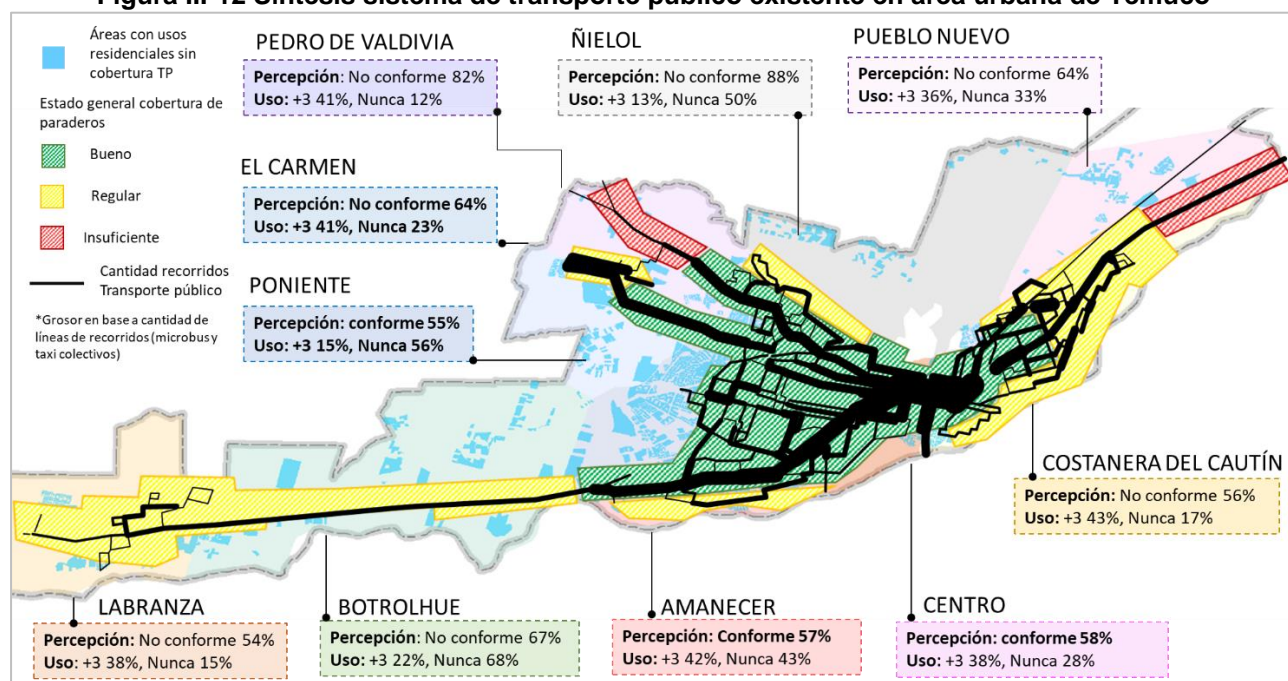 Figura III-12 Síntesis sistema de transporte público existente en área urbana de Temuco
Áreas con usos
residenciales sin
cobertura TP
Estado general cobertura de
paraderos
Bueno
Regular
Insuficiente
Cantidad recorridos
Transporte público
*Grosor en base a cantidad de
líneas de recorridos (microbus y
taxi colectivos)
PEDRO DE VALDIVIA
Percepción: No conforme 82%
Uso: +3 41%, Nunca 12%
ÑIELOL
Percepción: No conforme 88%
Uso: +3 13%, Nunca 50%
PUEBLO NUEVO
Percepción: No conforme 64%
Uso: +3 36%, Nunca 33%
EL CARMEN
Percepción: No conforme 64%
Uso: +3 41%, Nunca 23%
PONIENTE
Percepción: conforme 55%
Uso: +3 15%, Nunca 56%
COSTANERA DEL CAUTÍN
Percepción: No conforme 56%
Uso: +3 43%, Nunca 17%
LABRANZA
Percepción: No conforme 54%
Uso: +3 38%, Nunca 15%
BOTROLHUE
Percepción: No conforme 67%
Uso: +3 22%, Nunca 68%
AMANECER
Percepción: Conforme 57%
Uso: +3 42%, Nunca 43%
CENTRO
Percepción: conforme 58%
Uso: +3 38%, Nunca 28%